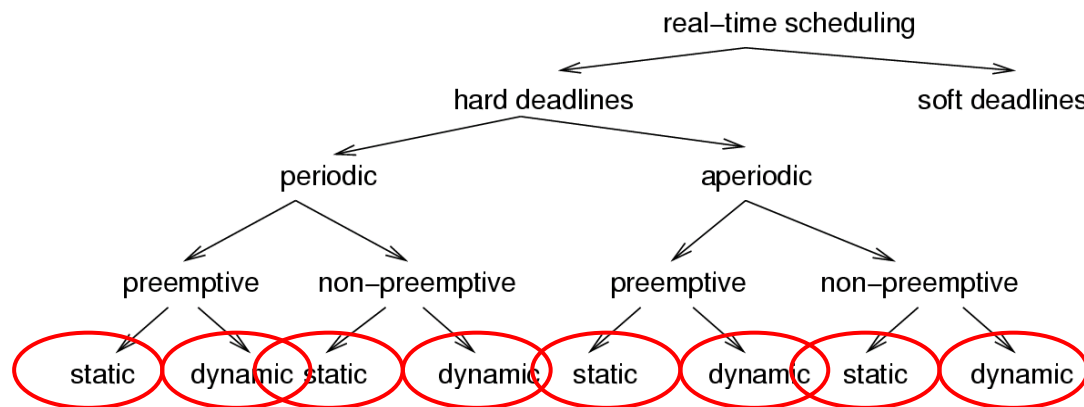 real–time scheduling
hard deadlines soft deadlines
periodic aperiodic
preemptive non–preemptive preemptive non–preemptive
static dynamic static dynamic static dynamic static dynamic